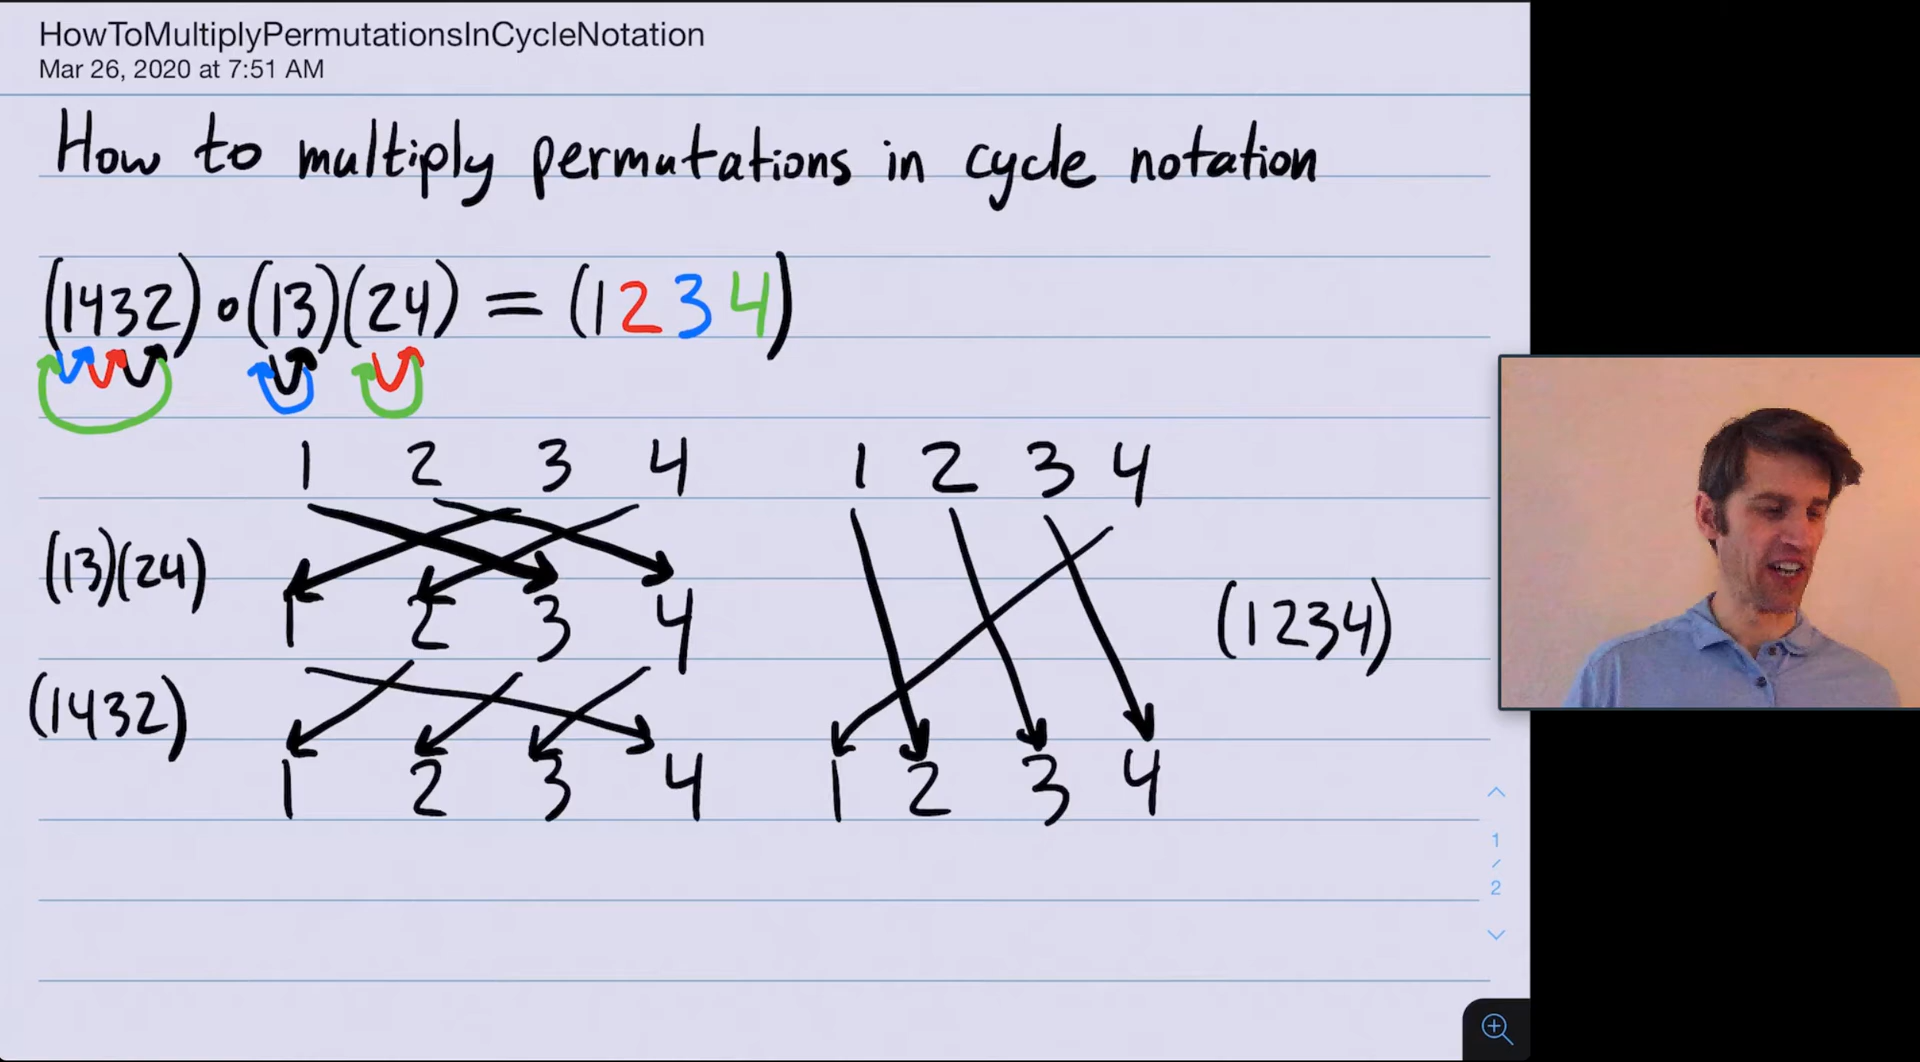 HowToMultiplyPermutationsInCycleNotation
Mar 26, 2020 at 7:51 AM
How to multiply permutations in cycle notation
(1432)∘(13)(24) = (1234)
1 2 3 4
1 2 3 4
(13)(24)
1 2 3 4
(1234)
(1432)
1 2 3 4
1 2 3 4
1
/
2